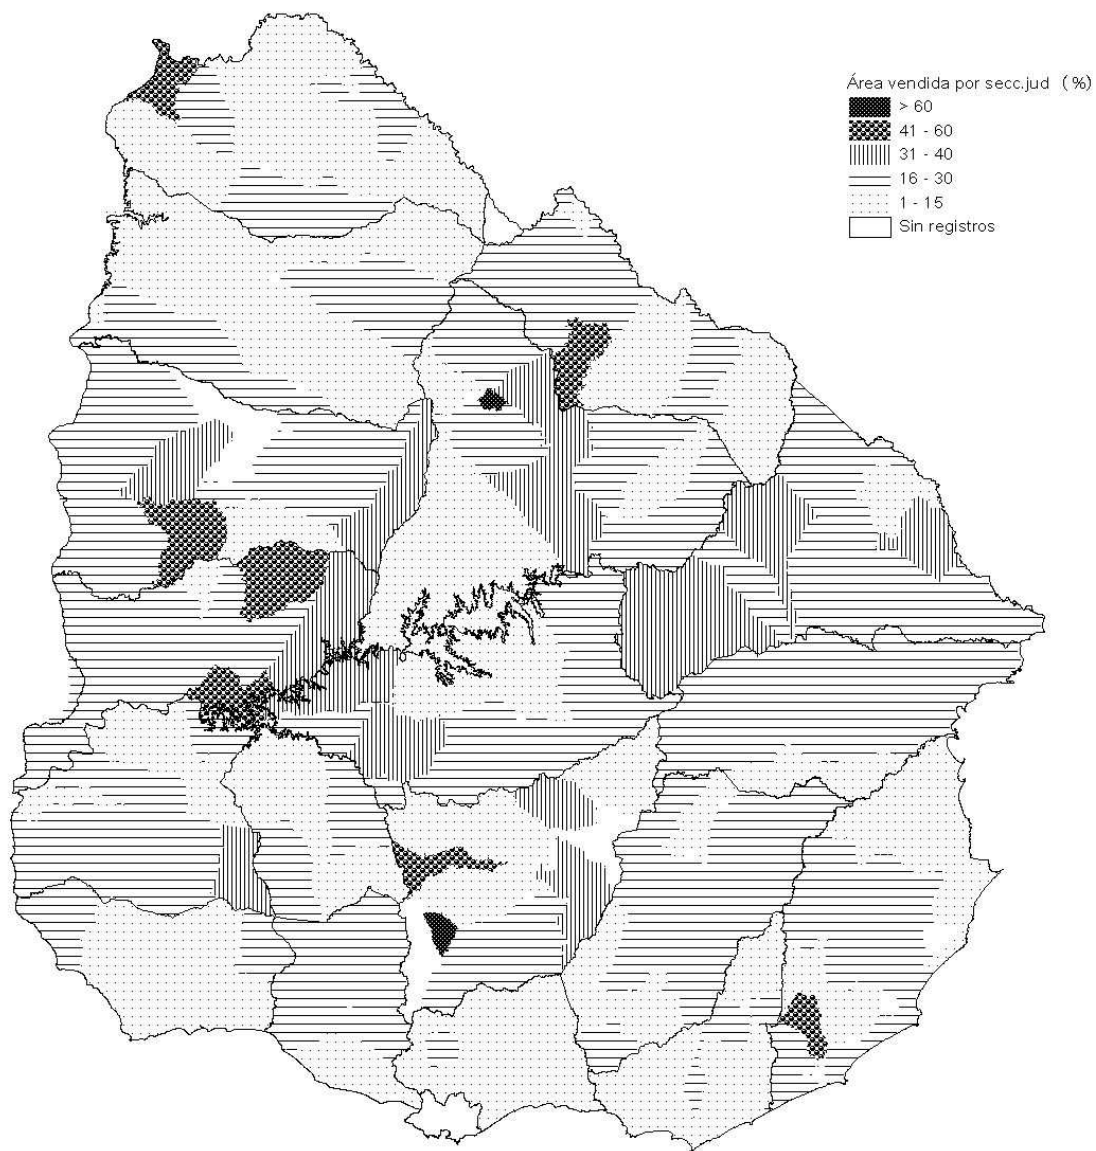 Área vendida por secc.jud (%)
> 60
41 - 60
31 - 40
16 - 30
1 - 15
Sin registros